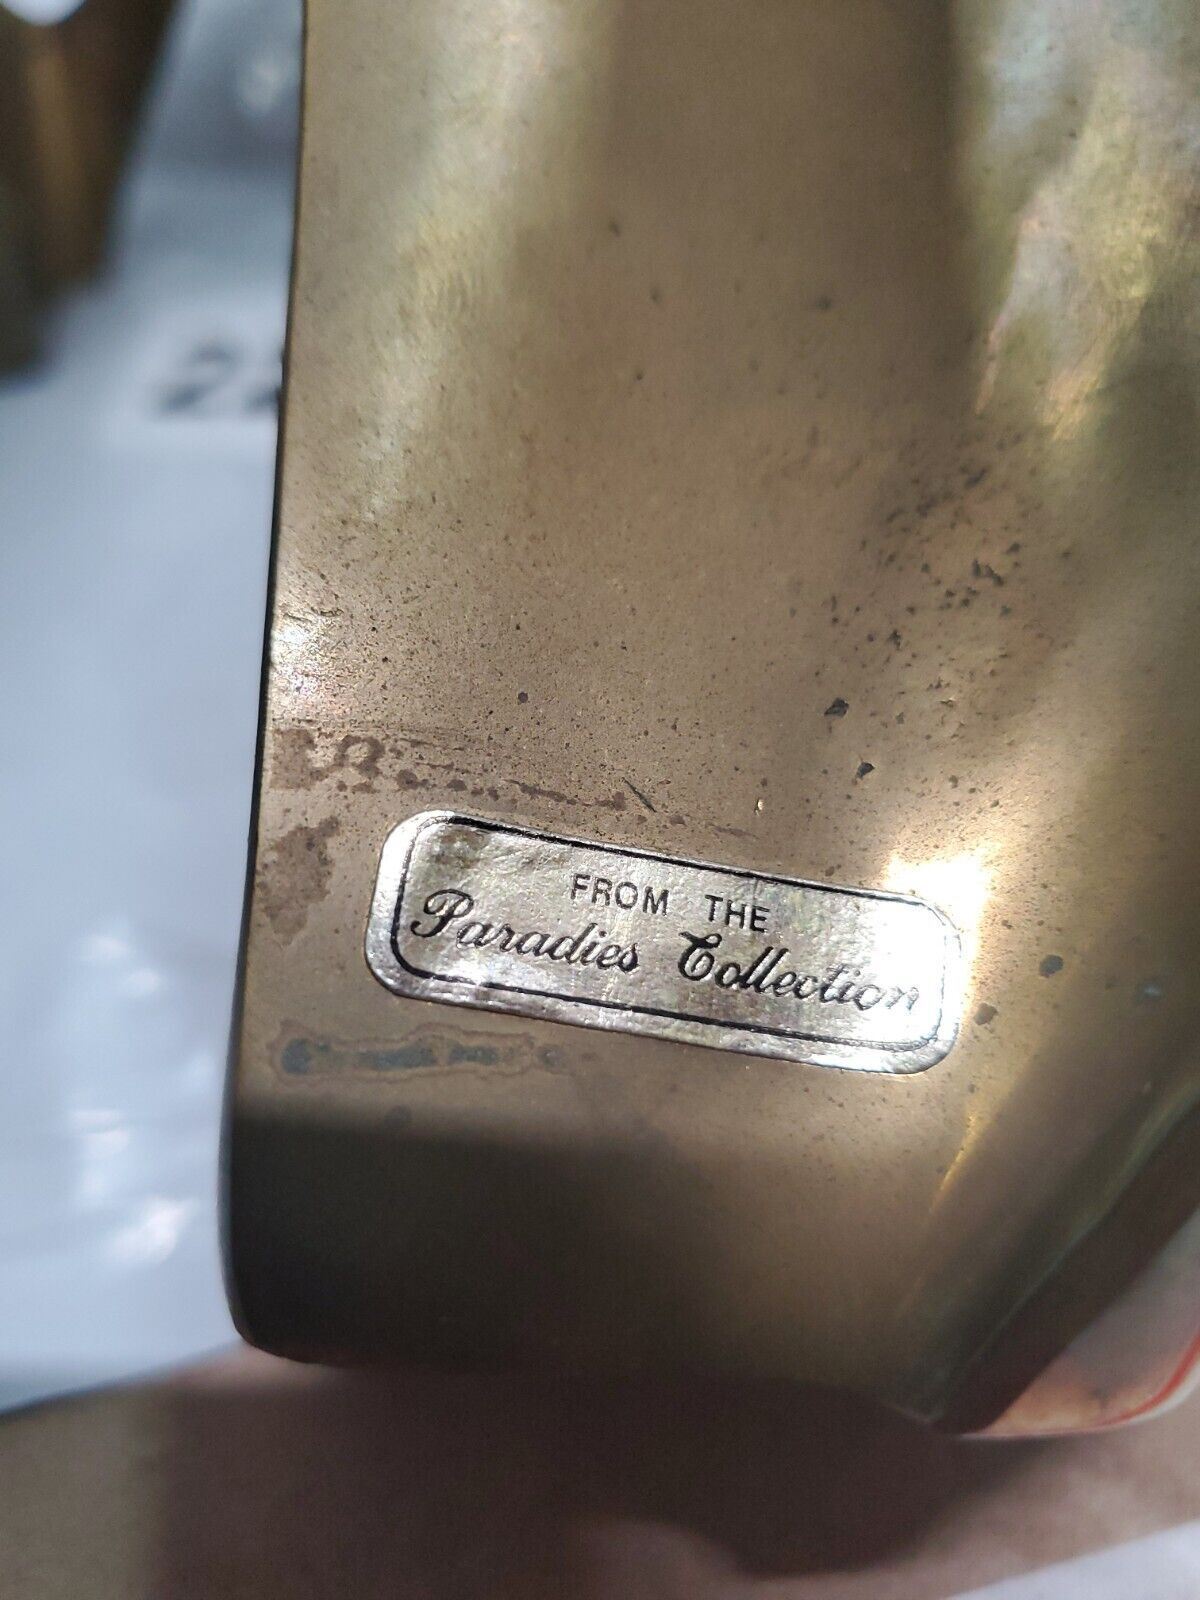 FROM THE
Paradies Collection